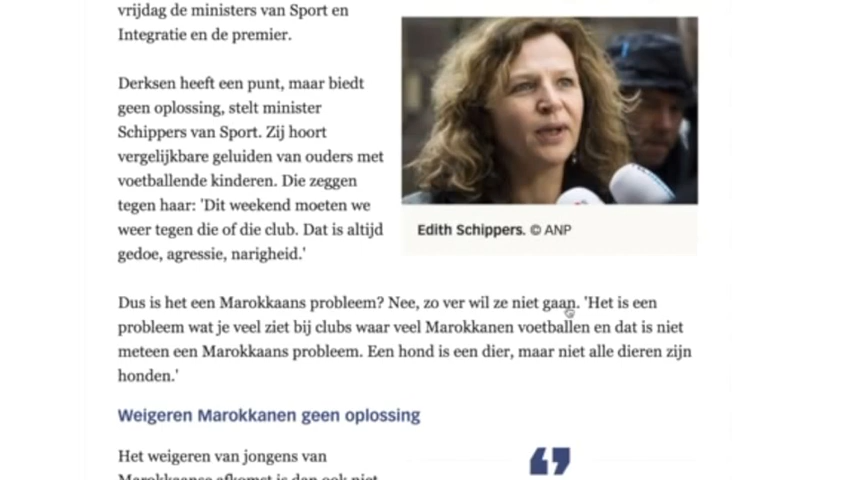 vrijdag de ministers van Sport en
Integratie en de premier.
Derksen heeft een punt, maar biedt
geen oplossing, stelt minister
Schippers van Sport. Zij hoort
vergelijkbare geluiden van ouders met
voetballende kinderen. Die zeggen
tegen haar: 'Dit weekend moeten we
weer tegen die of die club. Dat is altijd
gedoe, agressie, narigheid.'
Edith Schippers. © ANP
Dus is het een Marokkaans probleem? Nee, zo ver wil ze niet gaan. 'Het is een
probleem wat je veel ziet bij clubs waar veel Marokkanen voetballen en dat is niet
meteen een Marokkaans probleem. Een hond is een dier, maar niet alle dieren zijn
honden.'
Weigeren Marokkanen geen oplossing
Het weigeren van jongens van
Marokkaanse afkomst is dan ook niet